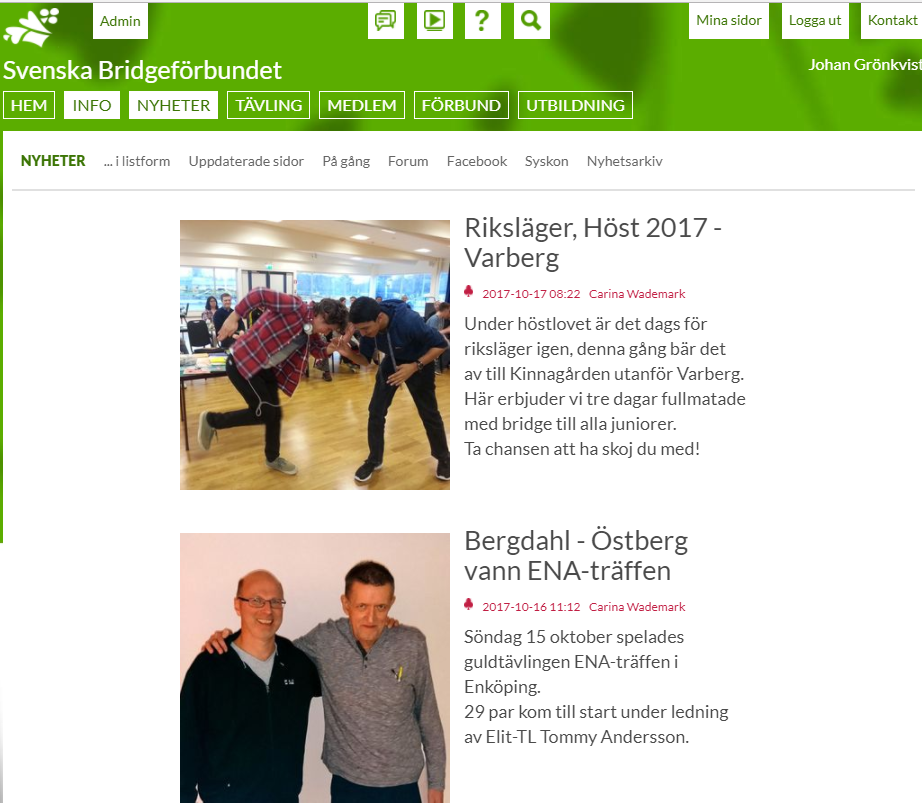 Admin
?
Mina sidor
Logga ut
Kontakt
Svenska Bridgeförbundet
Johan Grönkvist
HEM
INFO
NYHETER
TÄVLING
MEDLEM
FÖRBUND
UTBILDNING
NYHETER
... i listform
Uppdaterade sidor
På gång
Forum
Facebook
Syskon
Nyhetsarkiv
Riksläger, Höst 2017 -
Varberg
2017-10-17 08:22 Carina Wademark
Under höstlovet är det dags för
riksläger igen, denna gång bär det
av till Kinnagården utanför Varberg.
Här erbjuder vi tre dagar fullmatade
med bridge till alla juniorer.
Ta chansen att ha skoj du med!
Bergdahl - Östberg
vann ENA-träffen
2017-10-16 11:12 Carina Wademark
Söndag 15 oktober spelades
guldtävlingen ENA-träffen i
Enköping.
29 par kom till start under ledning
av Elit-TL Tommy Andersson.